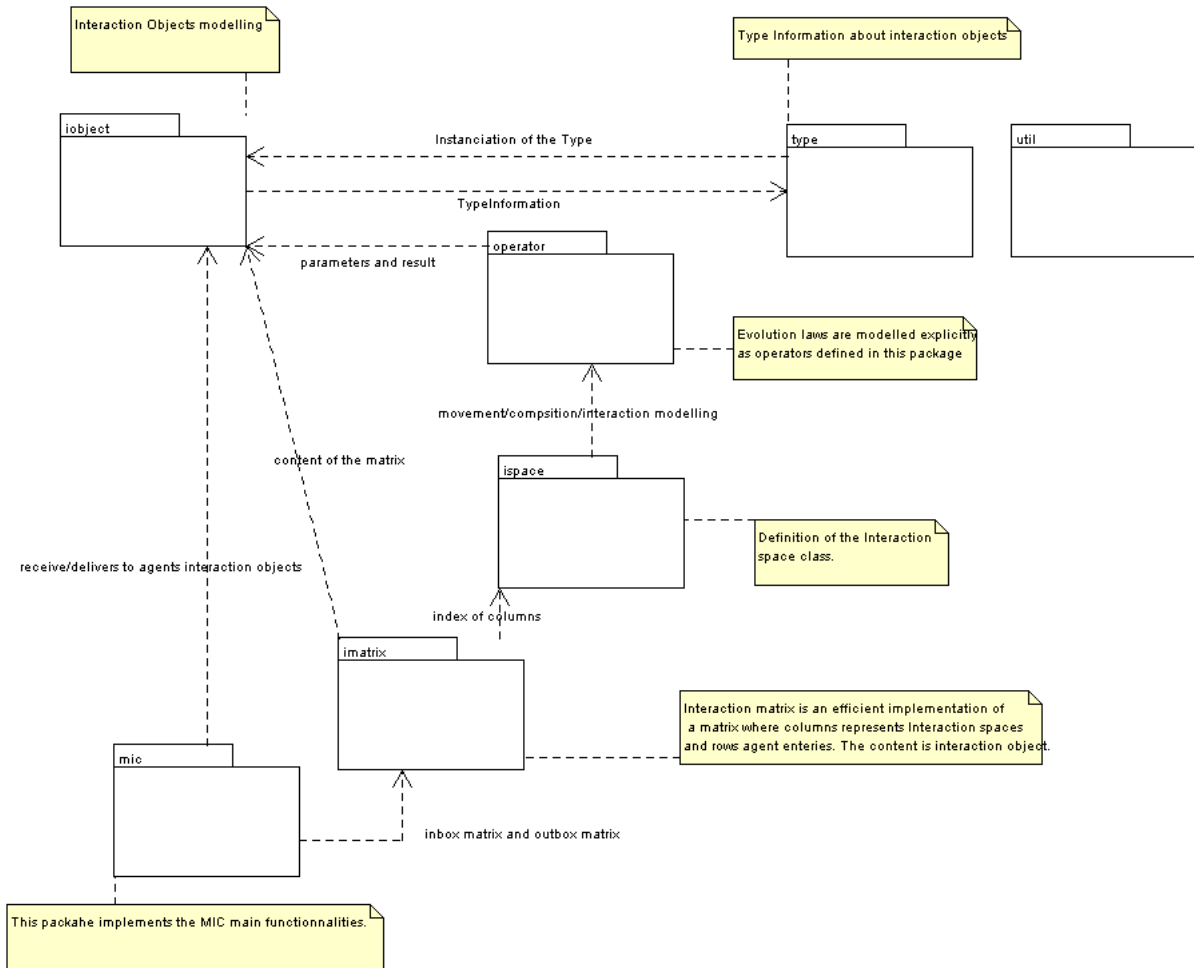 Interaction Objects modelling
Type Information about interaction objects
iobject
type
util
Instanciation of the Type
TypeInformation
operator
parameters and result
Evolution laws are modelled explicitly
as operators defined in this package
movement/compsition/interaction modelling
content of the matrix
ispace
Definition of the Interaction
space class.
receive/delivers to agents interaction objects
index of columns
imatrix
Interaction matrix is an efficient implementation of
a matrix where columns represents Interaction spaces
and rows agent enteries. The content is interaction object.
mic
inbox matrix and outbox matrix
This packahe implements the MIC main functionnalities.